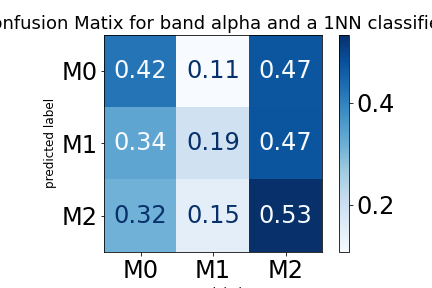 onfusion Matix for band alpha and a 1NN classifie
M0 0.42 0.11 0.47
M1 0.34 0.19 0.47
M2 0.32 0.15 0.53
M0 M1 M2
predicted label
0.4
0.2